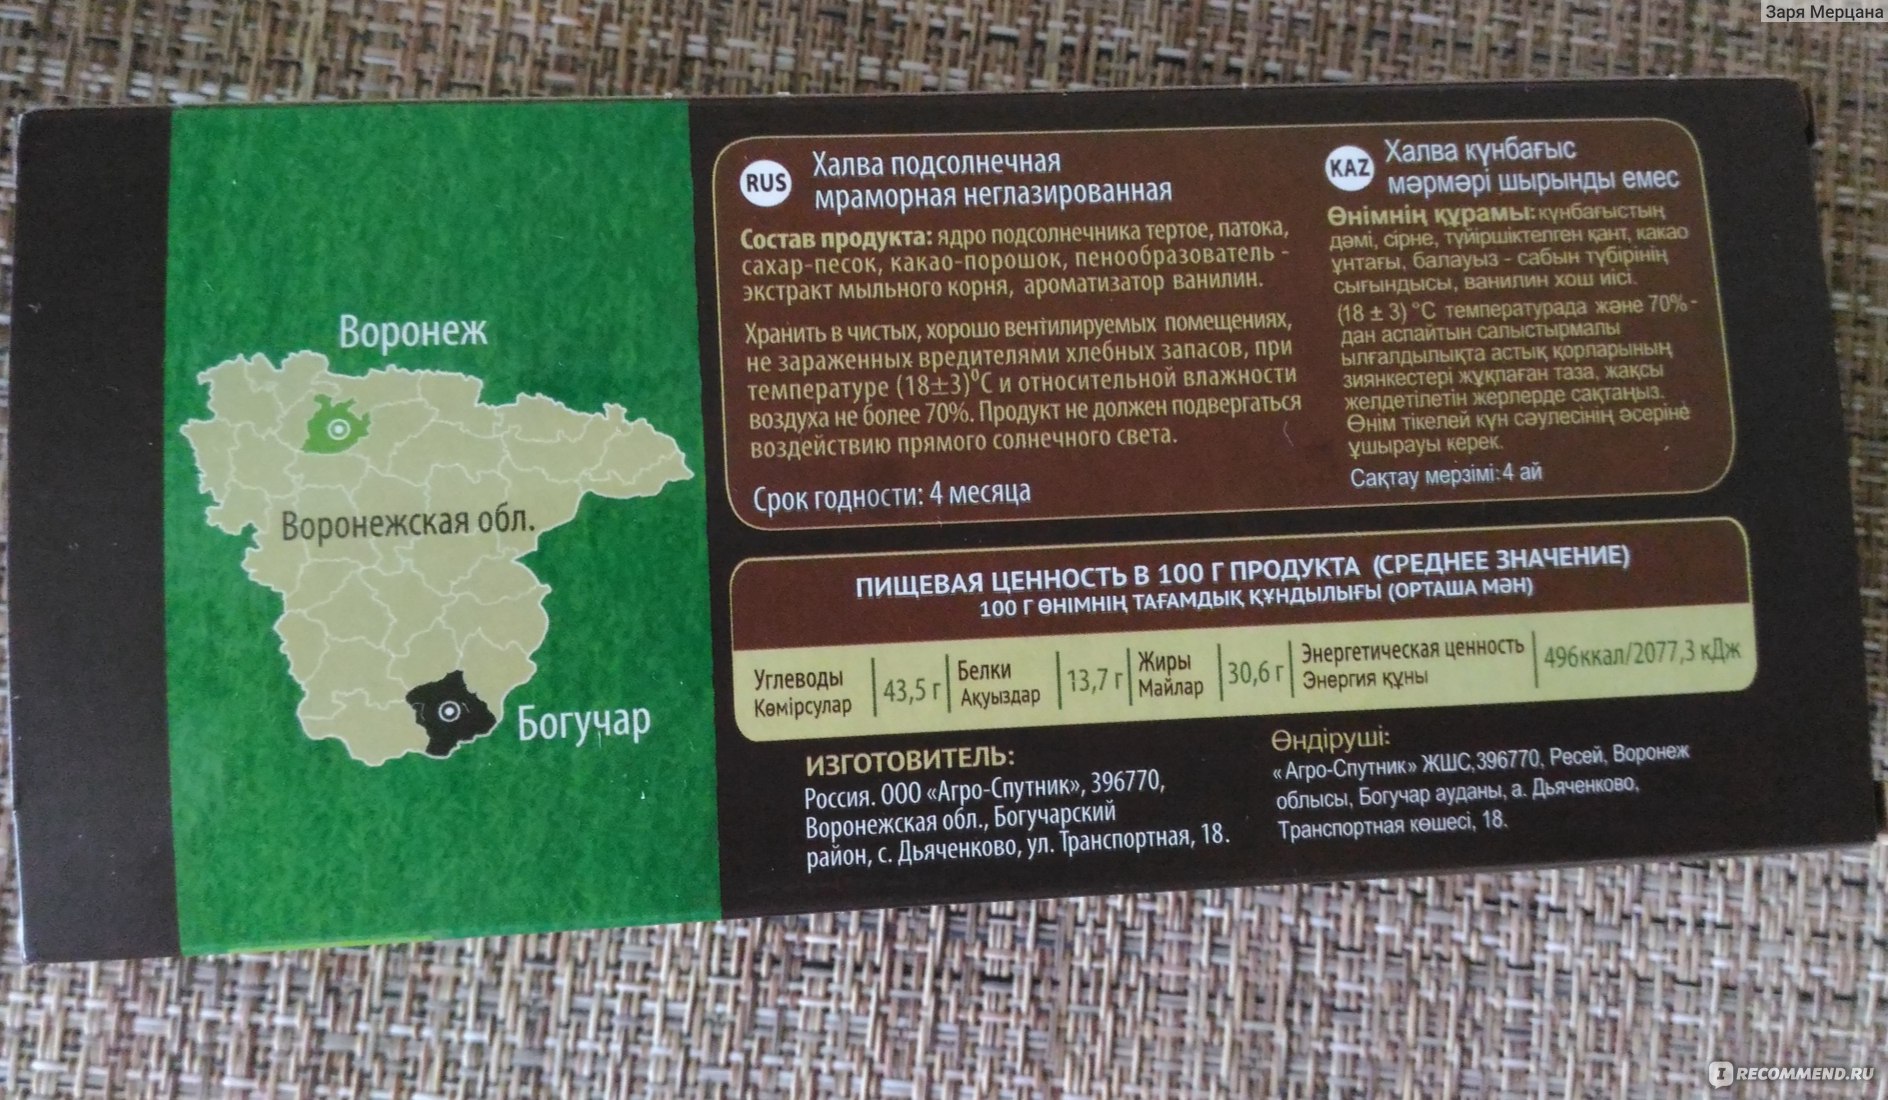 Заря Мерцана
Воронеж
Воронежская обл.
Богучар
RUS
Халва подсолнечная
мраморная неглазированная
Состав продукта: ядро подсолнечника тертое, патока,
сахар-песок, какао-порошок, пенообразователь -
экстракт мыльного корня, ароматизатор ванилин.
Хранить в чистых, хорошо вентилируемых помещениях,
не зараженных вредителями хлебных запасов, при
температуре (18±3)°С и относительной влажности
воздуха не более 70%. Продукт не должен подвергаться
воздействию прямого солнечного света.
Срок годности: 4 месяца
KAZ
Халва күнбағыс
мәрмәрі шырынды емес
Өнімнің құрамы: күнбағыстың
дәмі, сірне, түйіршіктелген қант, какао
ұнтағы, балауыз - сабын түбірінің
сығындысы, ванилин хош иісі.
(18 ± 3) °С температурада және 70% -
дан аспайтын салыстырмалы
ылғалдылықта астық қорларының
зиянкестері жұқпаған таза, жақсы
желдетілетін жерлерде сақтаңыз.
Өнім тікелей күн сәулесінің әсеріне
ұшырауы керек.
Сақтау мерзімі: 4 ай
ПИЩЕВАЯ ЦЕННОСТЬ В 100 Г ПРОДУКТА (СРЕДНЕЕ ЗНАЧЕНИЕ)
100 Г ӨНІМНІҢ ТАҒАМДЫҚ ҚҰНДЫЛЫҒЫ (ОРТАША МӘН)
Углеводы
Көмірсулар
43,5 г
Белки
Ақуыздар
13,7 г
Жиры
Майлар
30,6 г
Энергетическая ценность
Энергия құны
496ккал/2077,3 кДж
ИЗГОТОВИТЕЛЬ:
Россия. ООО «Агро-Спутник», 396770,
Воронежская обл., Богучарский
район, с. Дьяченково, ул. Транспортная, 18.
Өндіруші:
«Агро-Спутник» ЖШС,396770, Ресей, Воронеж
облысы, Богучар ауданы, а. Дьяченково,
Транспортная көшесі, 18.
I RECOMMEND.RU